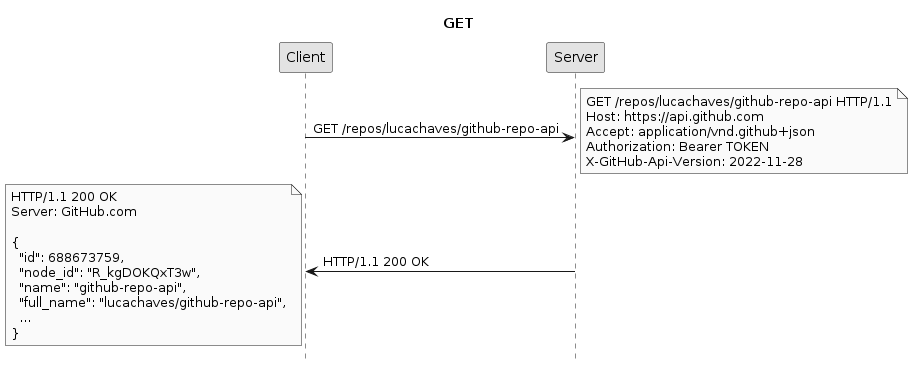 GET
Client
Server
GET /repos/lucachaves/github-repo-api
GET /repos/lucachaves/github-repo-api HTTP/1.1
Host: https://api.github.com
Accept: application/vnd.github+json
Authorization: Bearer TOKEN
X-GitHub-Api-Version: 2022-11-28
HTTP/1.1 200 OK
HTTP/1.1 200 OK
Server: GitHub.com
{
"id": 688673759,
"node_id": "R_kgDOKQxT3w",
"name": "github-repo-api",
"full_name": "lucachaves/github-repo-api",
...
}